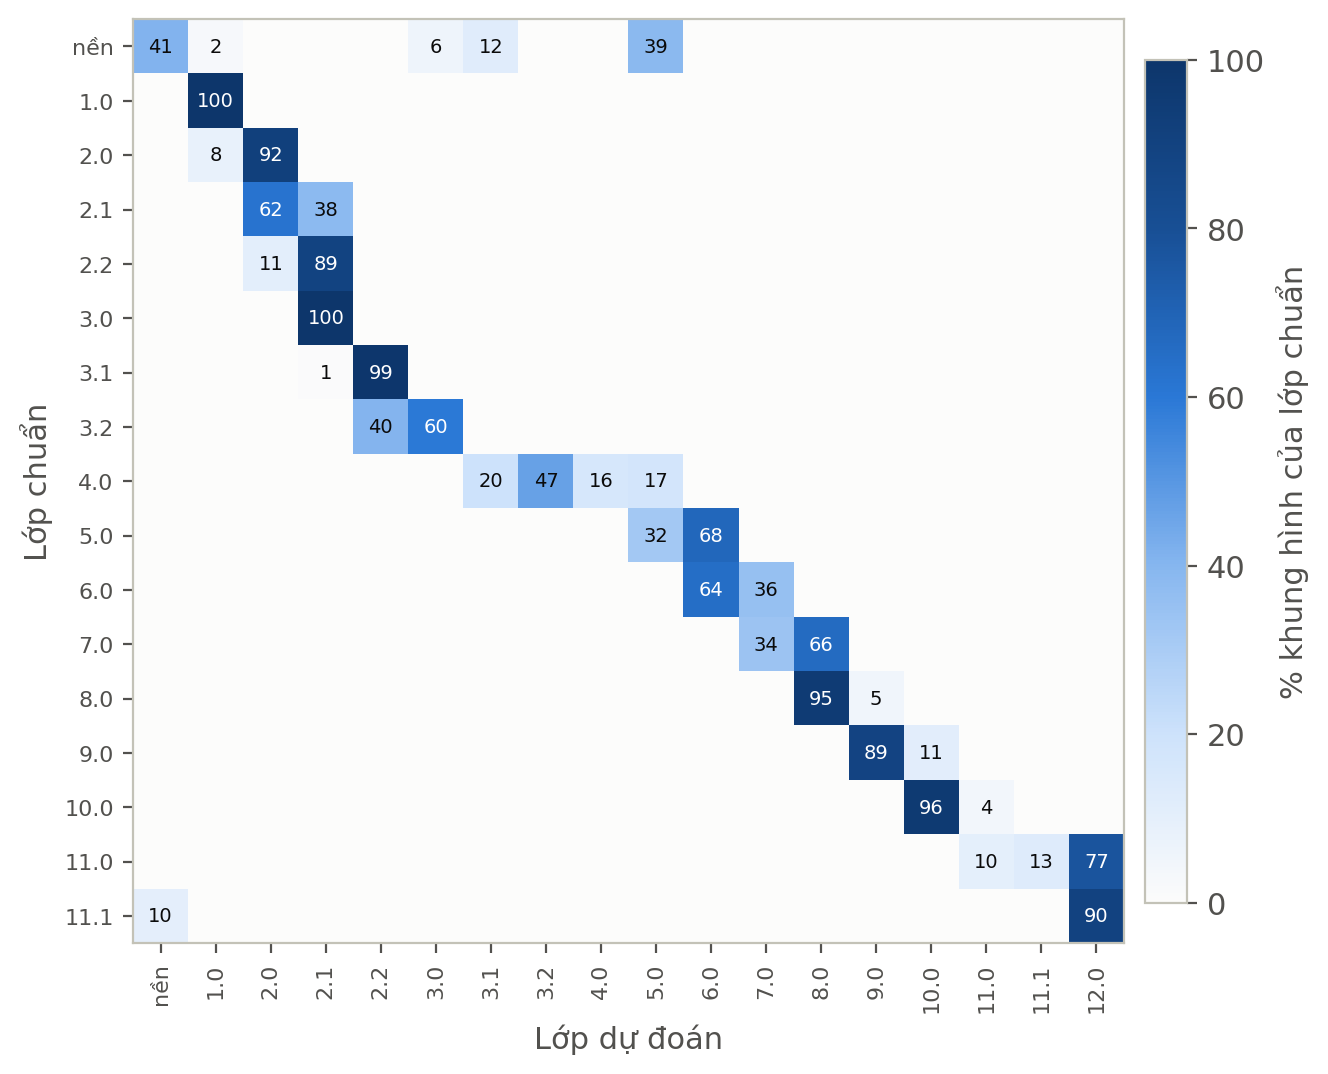 nền 41 2 6 12 39
1.0 100
2.0 8 92
2.1 62 38
2.2 11 89
3.0 100
3.1 1 99
3.2 40 60
4.0 20 47 16 17
5.0 32 68
6.0 64 36
7.0 34 66
8.0 95 5
9.0 89 11
10.0 96 4
11.0 10 13 77
11.1 10 90
nền 1.0 2.0 2.1 2.2 3.0 3.1 3.2 4.0 5.0 6.0 7.0 8.0 9.0 10.0 11.0 11.1 12.0
Lớp dự đoán
Lớp chuẩn
100
80
60
40
20
0
% khung hình của lớp chuẩn